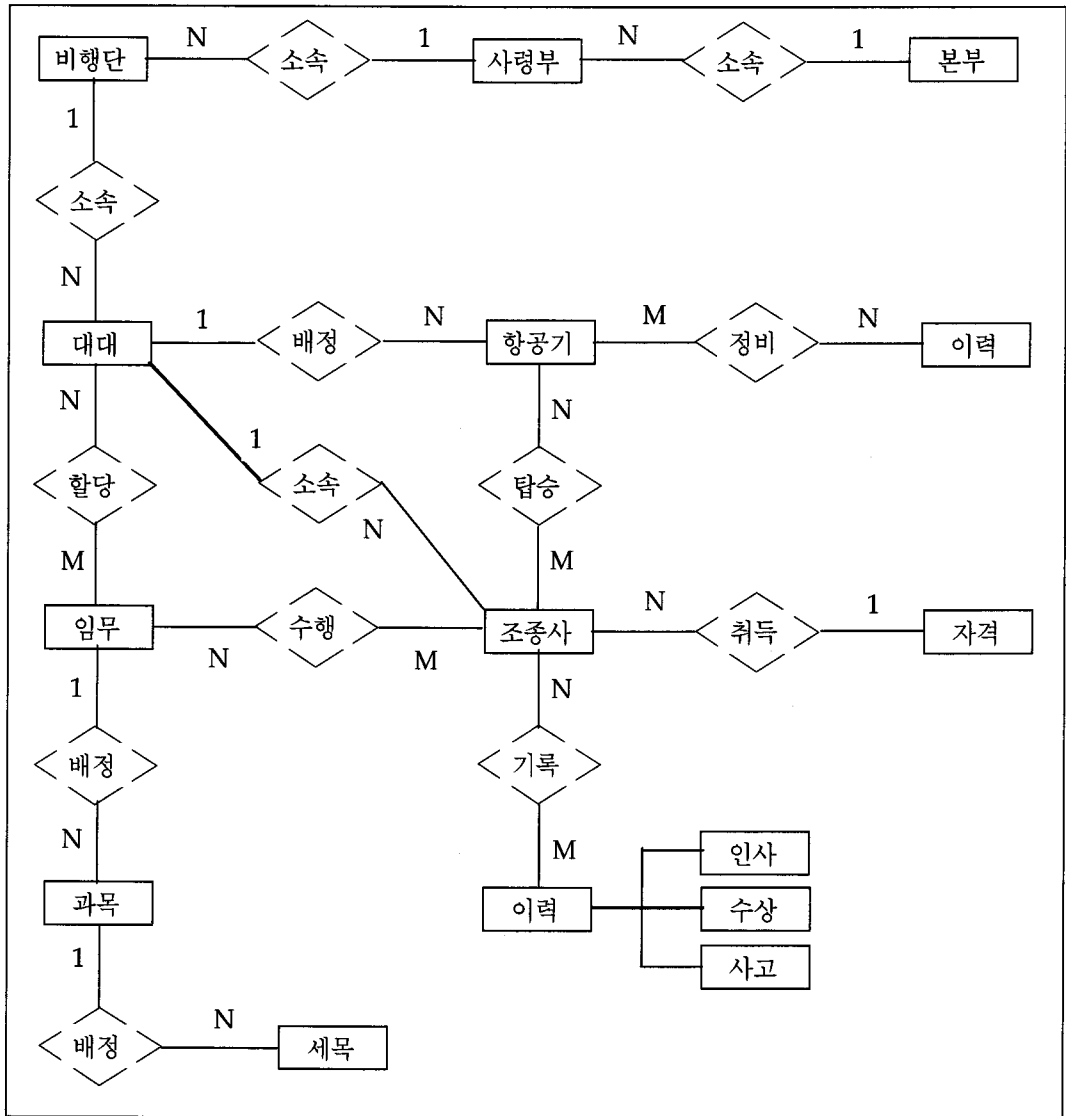 비행단 N 소속 1 사령부 N 소속 1 본부
1
소속
N
대대 1 배정 N 항공기 M 정비 N 이력
N 1 N
할당 소속 탑승
M N M
임무 N 수행 M 조종사 N 취득 1 자격
1 N
배정 기록
N M
과목 이력 인사
수상
사고
1
배정 N 세목